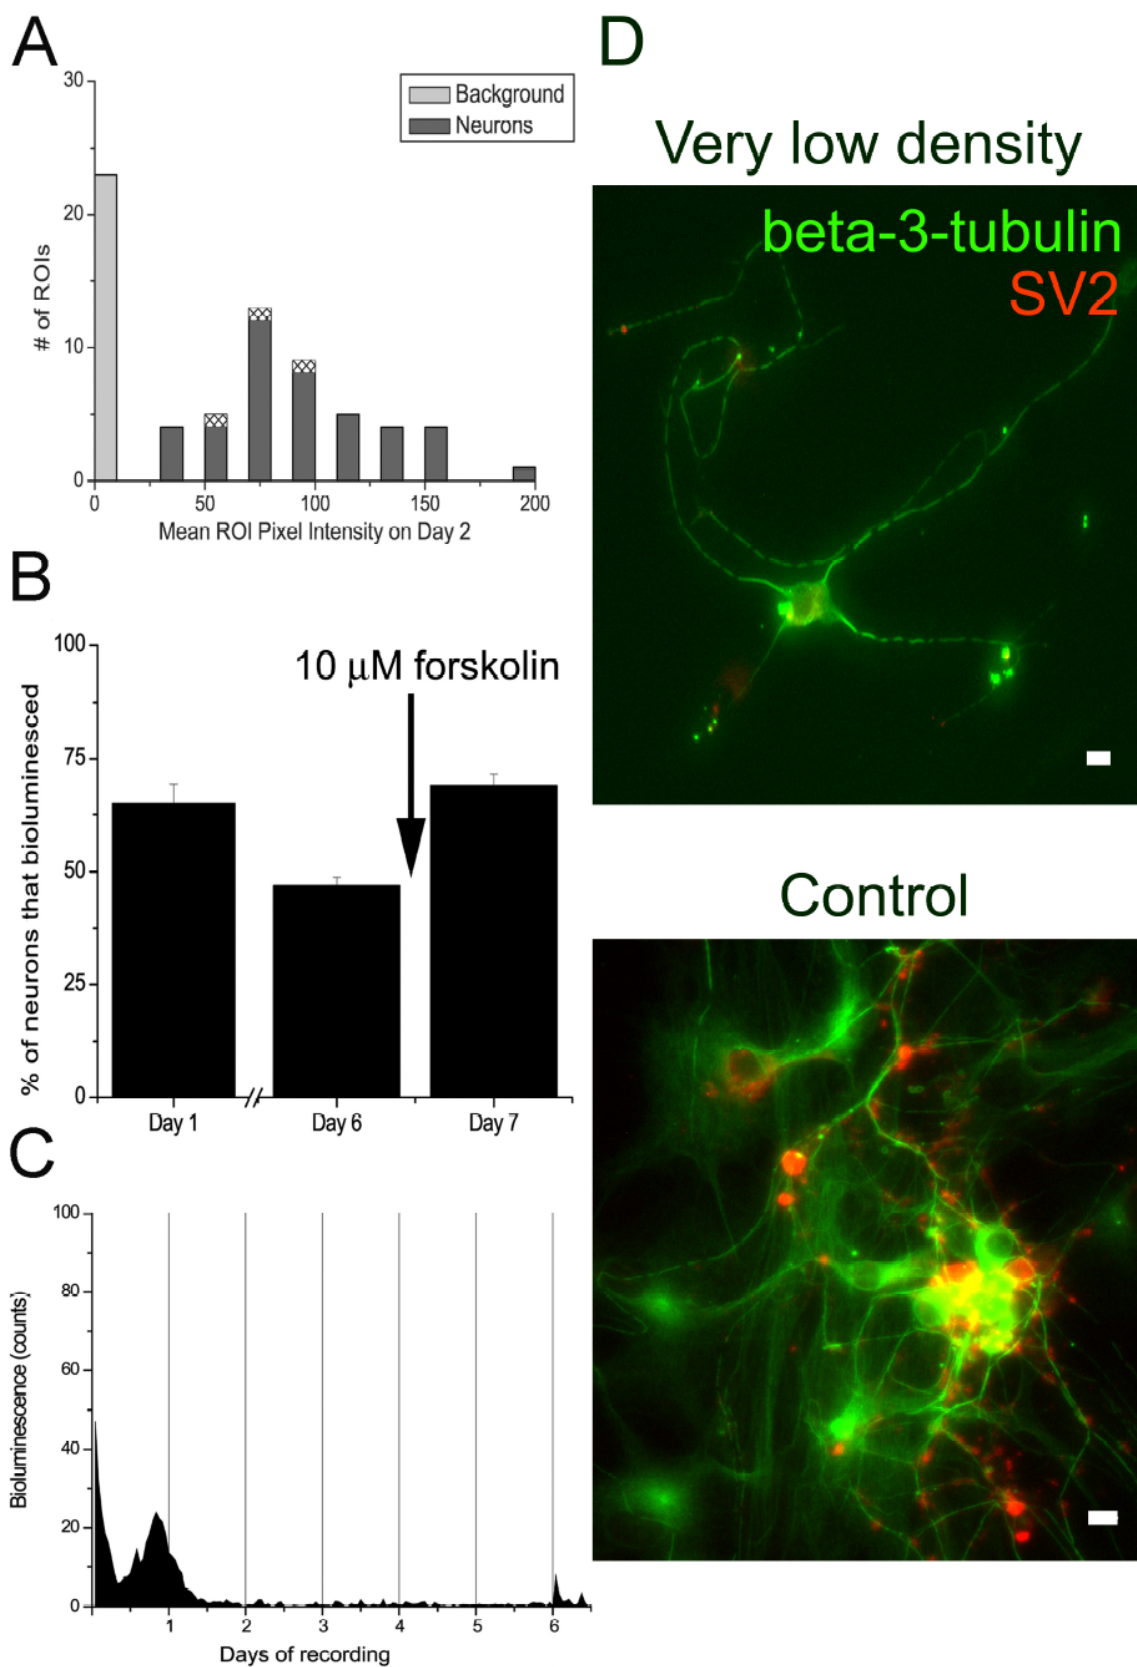 A
30
20
10
0
# of ROIs
Background
Neurons
0 50 100 150 200
Mean ROI Pixel Intensity on Day 2
B
100
75
50
25
0
% of neurons that bioluminesced
10 μM forskolin
Day 1 Day 6 Day 7
C
100
80
60
40
20
0
Bioluminescence (counts)
1 2 3 4 5 6
Days of recording
D
Very low density
beta-3-tubulin
SV2
Control